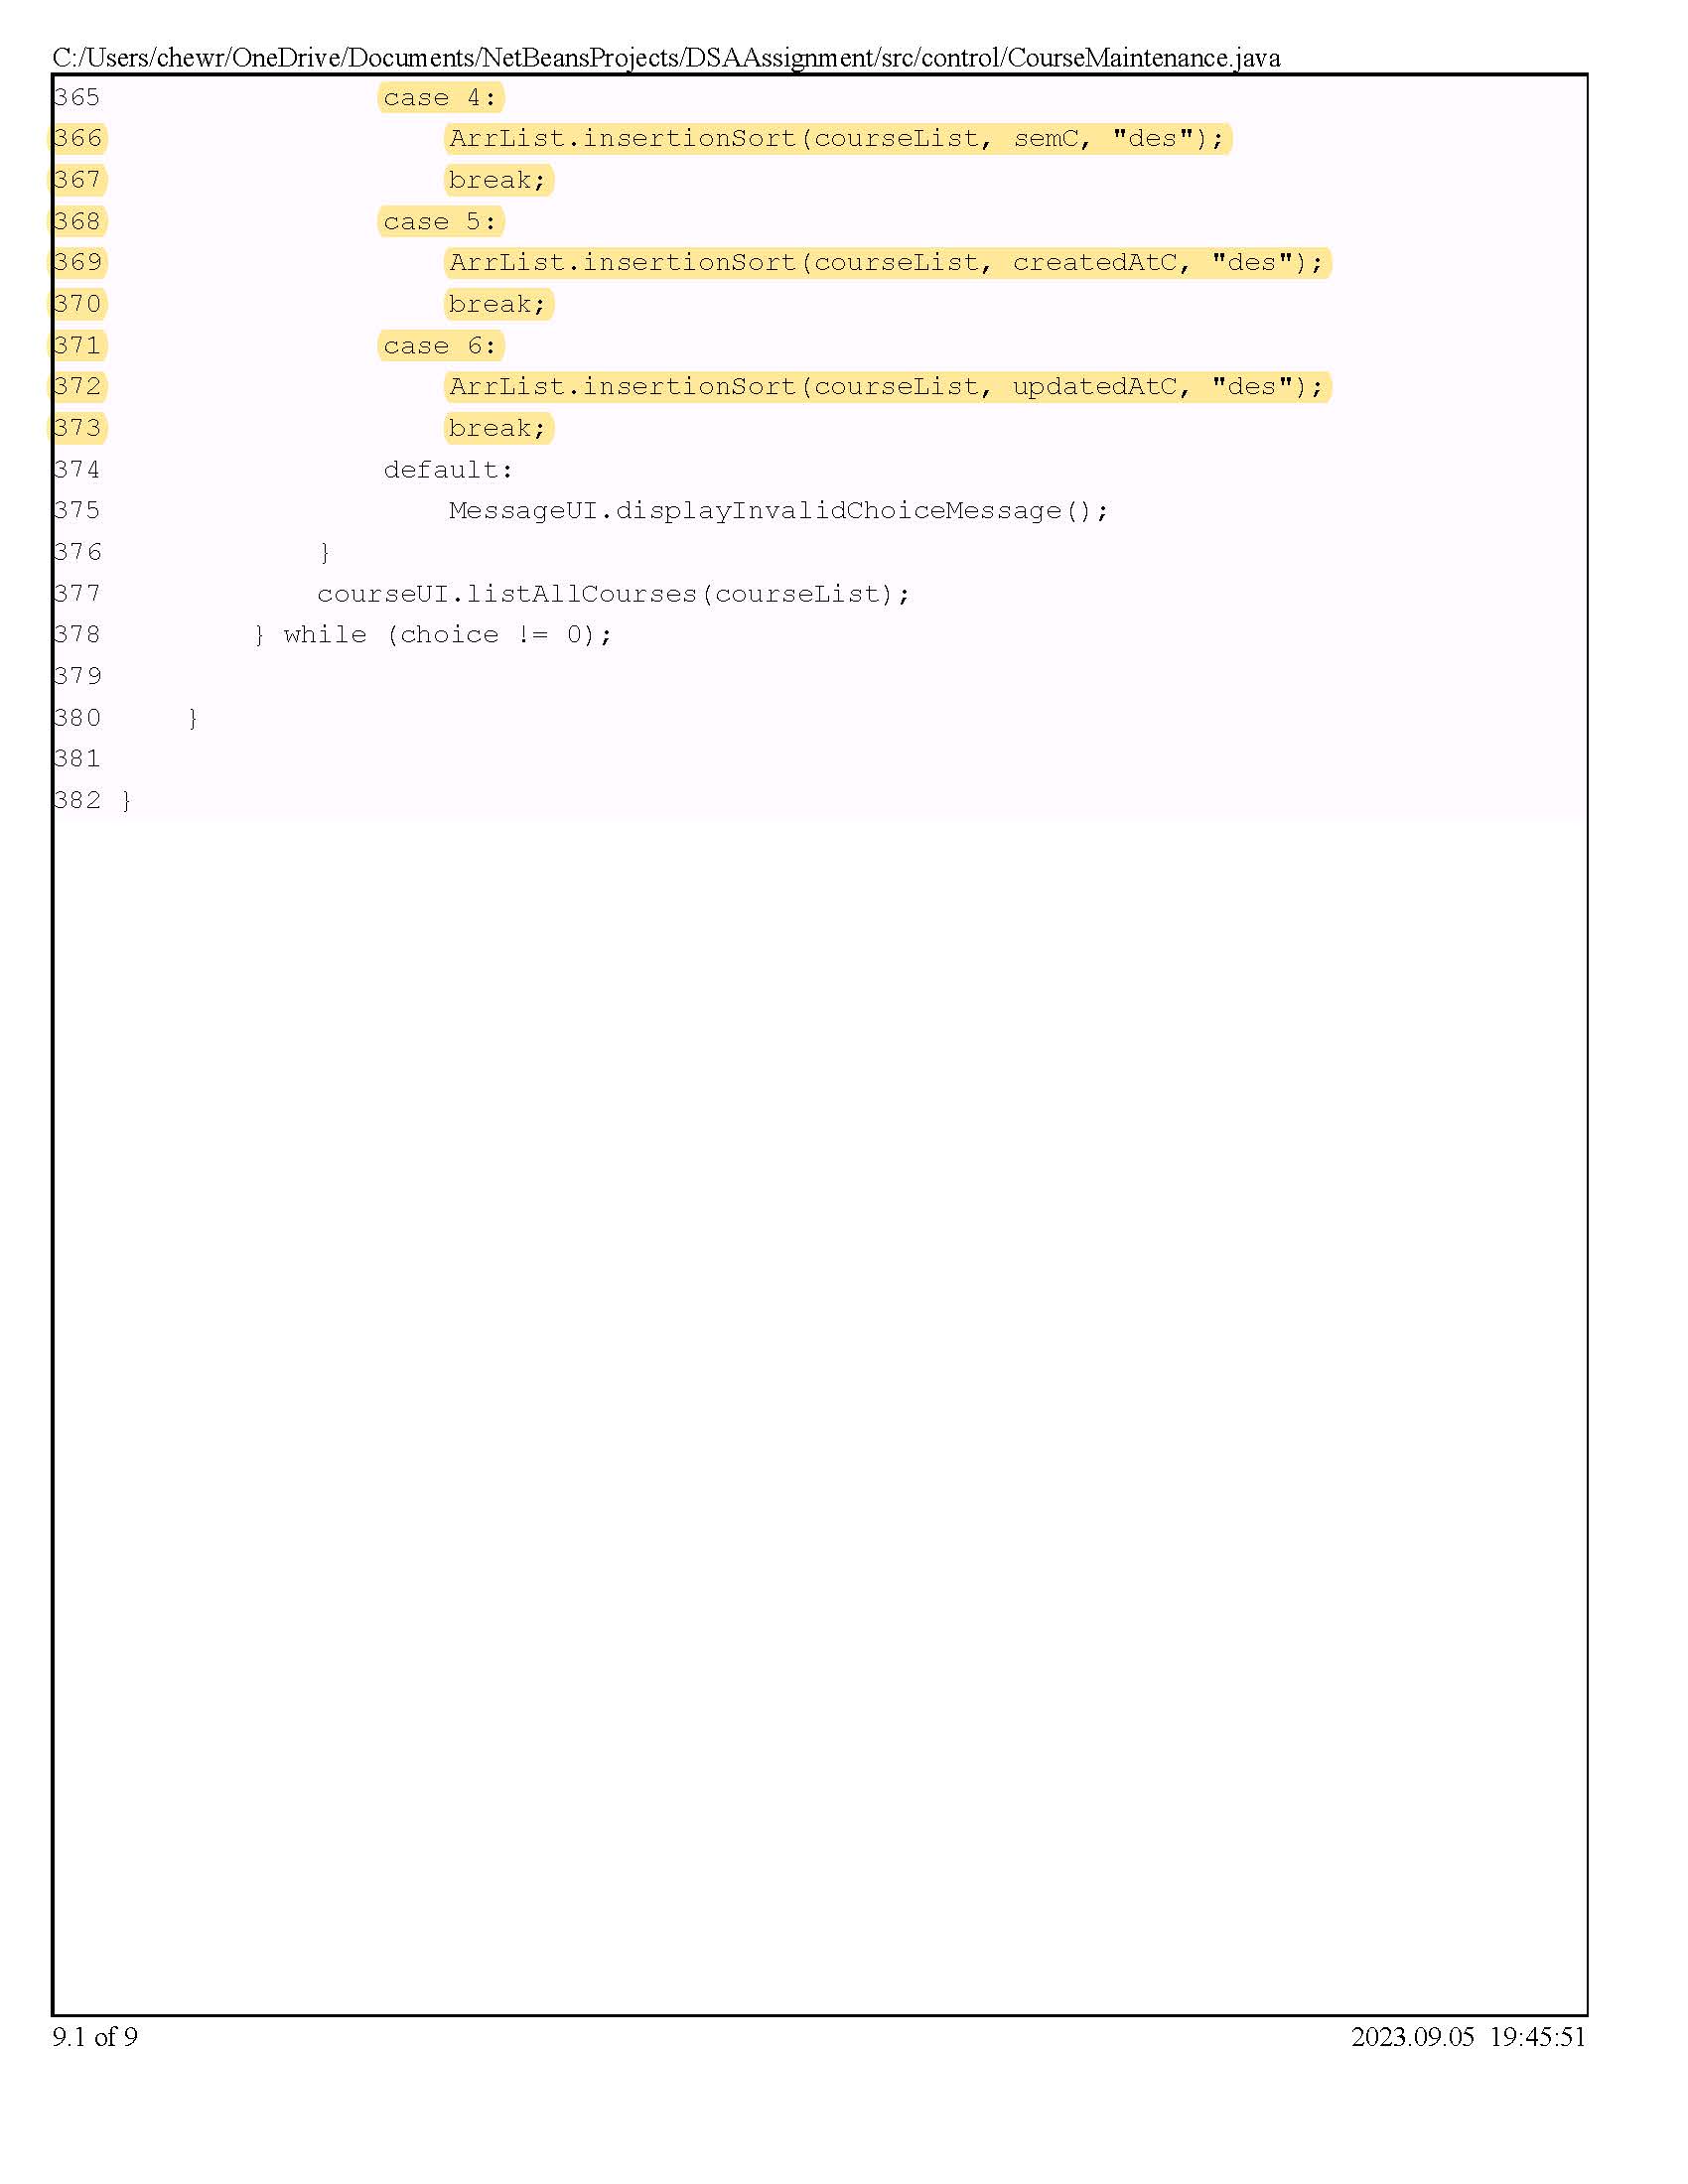 C:/Users/chewr/OneDrive/Documents/NetBeansProjects/DSAAssignment/src/control/CourseMaintenance.java
365                 case 4:
366                     ArrList.insertionSort(courseList, semC, "des");
367                     break;
368                 case 5:
369                     ArrList.insertionSort(courseList, createdAtC, "des");
370                     break;
371                 case 6:
372                     ArrList.insertionSort(courseList, updatedAtC, "des");
373                     break;
374                 default:
375                     MessageUI.displayInvalidChoiceMessage();
376             }
377             courseUI.listAllCourses(courseList);
378         } while (choice != 0);
379
380     }
381
382 }
9.1 of 9    2023.09.05  19:45:51